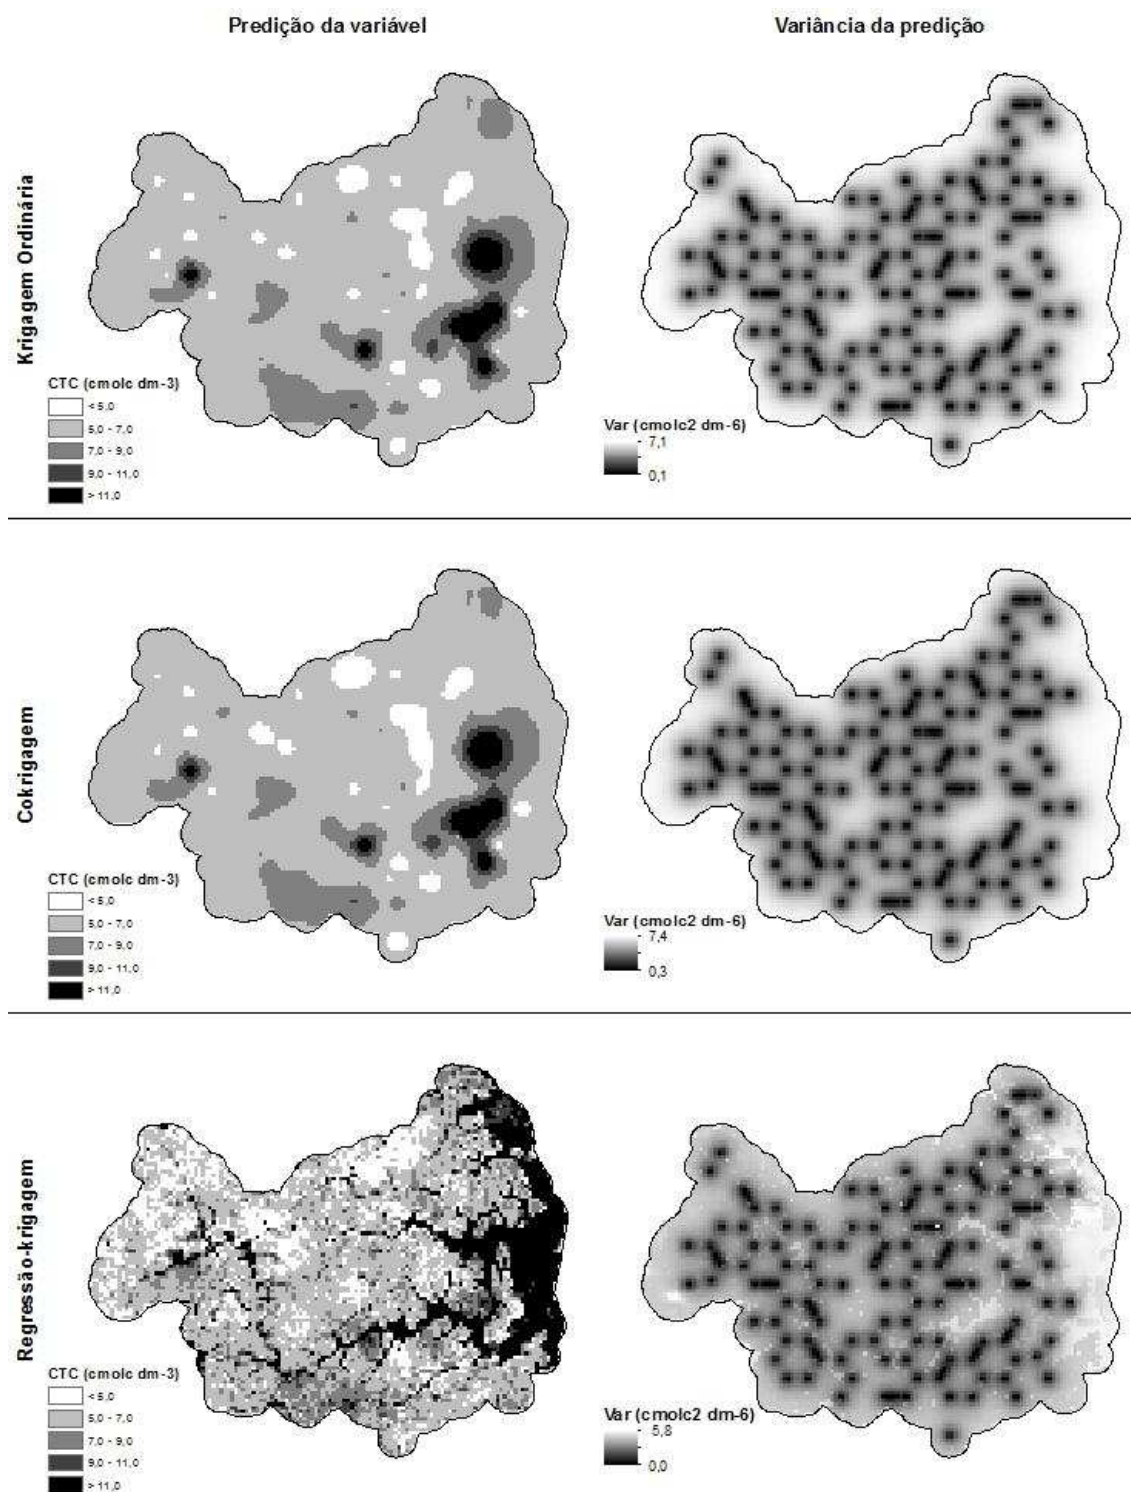 Predição da variável
Variância da predição
Krigagem Ordinária
CTC (cmolc dm-3)
< 5,0
5,0 - 7,0
7,0 - 9,0
9,0 - 11,0
> 11,0
Var (cmolc2 dm-6)
7,1
0,1
Cokrigagem
CTC (cmolc dm-3)
< 5,0
5,0 - 7,0
7,0 - 9,0
9,0 - 11,0
> 11,0
Var (cmolc2 dm-6)
7,4
0,3
Regressão-krigagem
CTC (cmolc dm-3)
< 5,0
5,0 - 7,0
7,0 - 9,0
9,0 - 11,0
> 11,0
Var (cmolc2 dm-6)
5,8
0,0